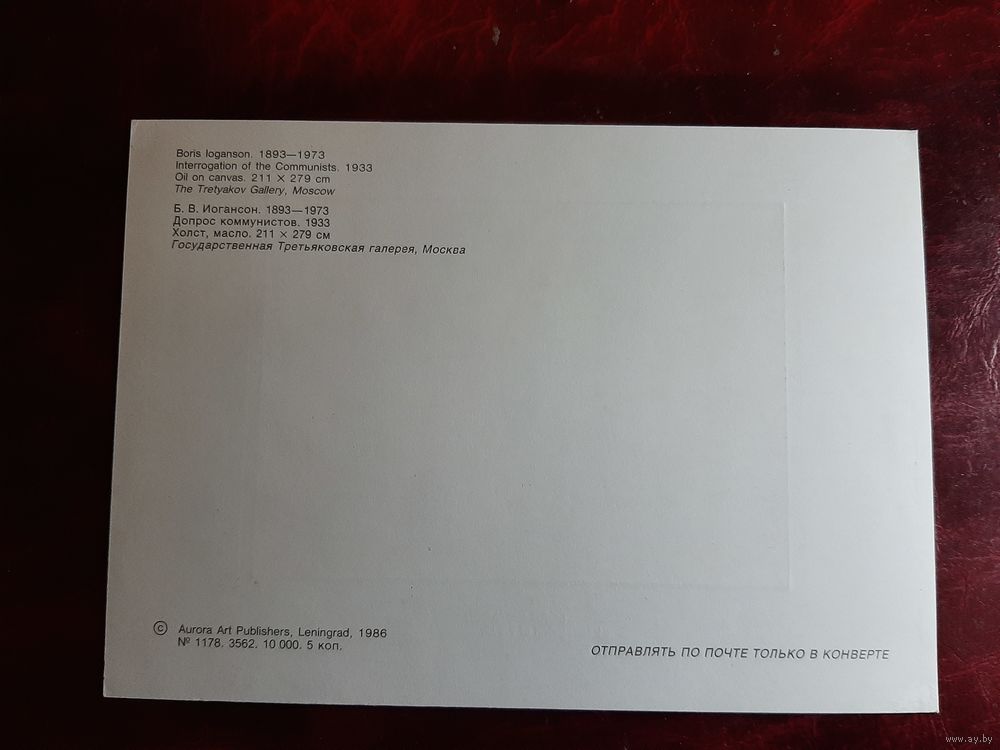 Boris Ioganson. 1893—1973
Interrogation of the Communists. 1933
Oil on canvas. 211 × 279 cm
The Tretyakov Gallery, Moscow
Б. В. Иогансон. 1893—1973
Допрос коммунистов. 1933
Холст, масло. 211 × 279 см
Государственная Третьяковская галерея, Москва
© Aurora Art Publishers, Leningrad, 1986
№ 1178. 3562. 10 000. 5 коп.
ОТПРАВЛЯТЬ ПО ПОЧТЕ ТОЛЬКО В КОНВЕРТЕ
www.ay.by